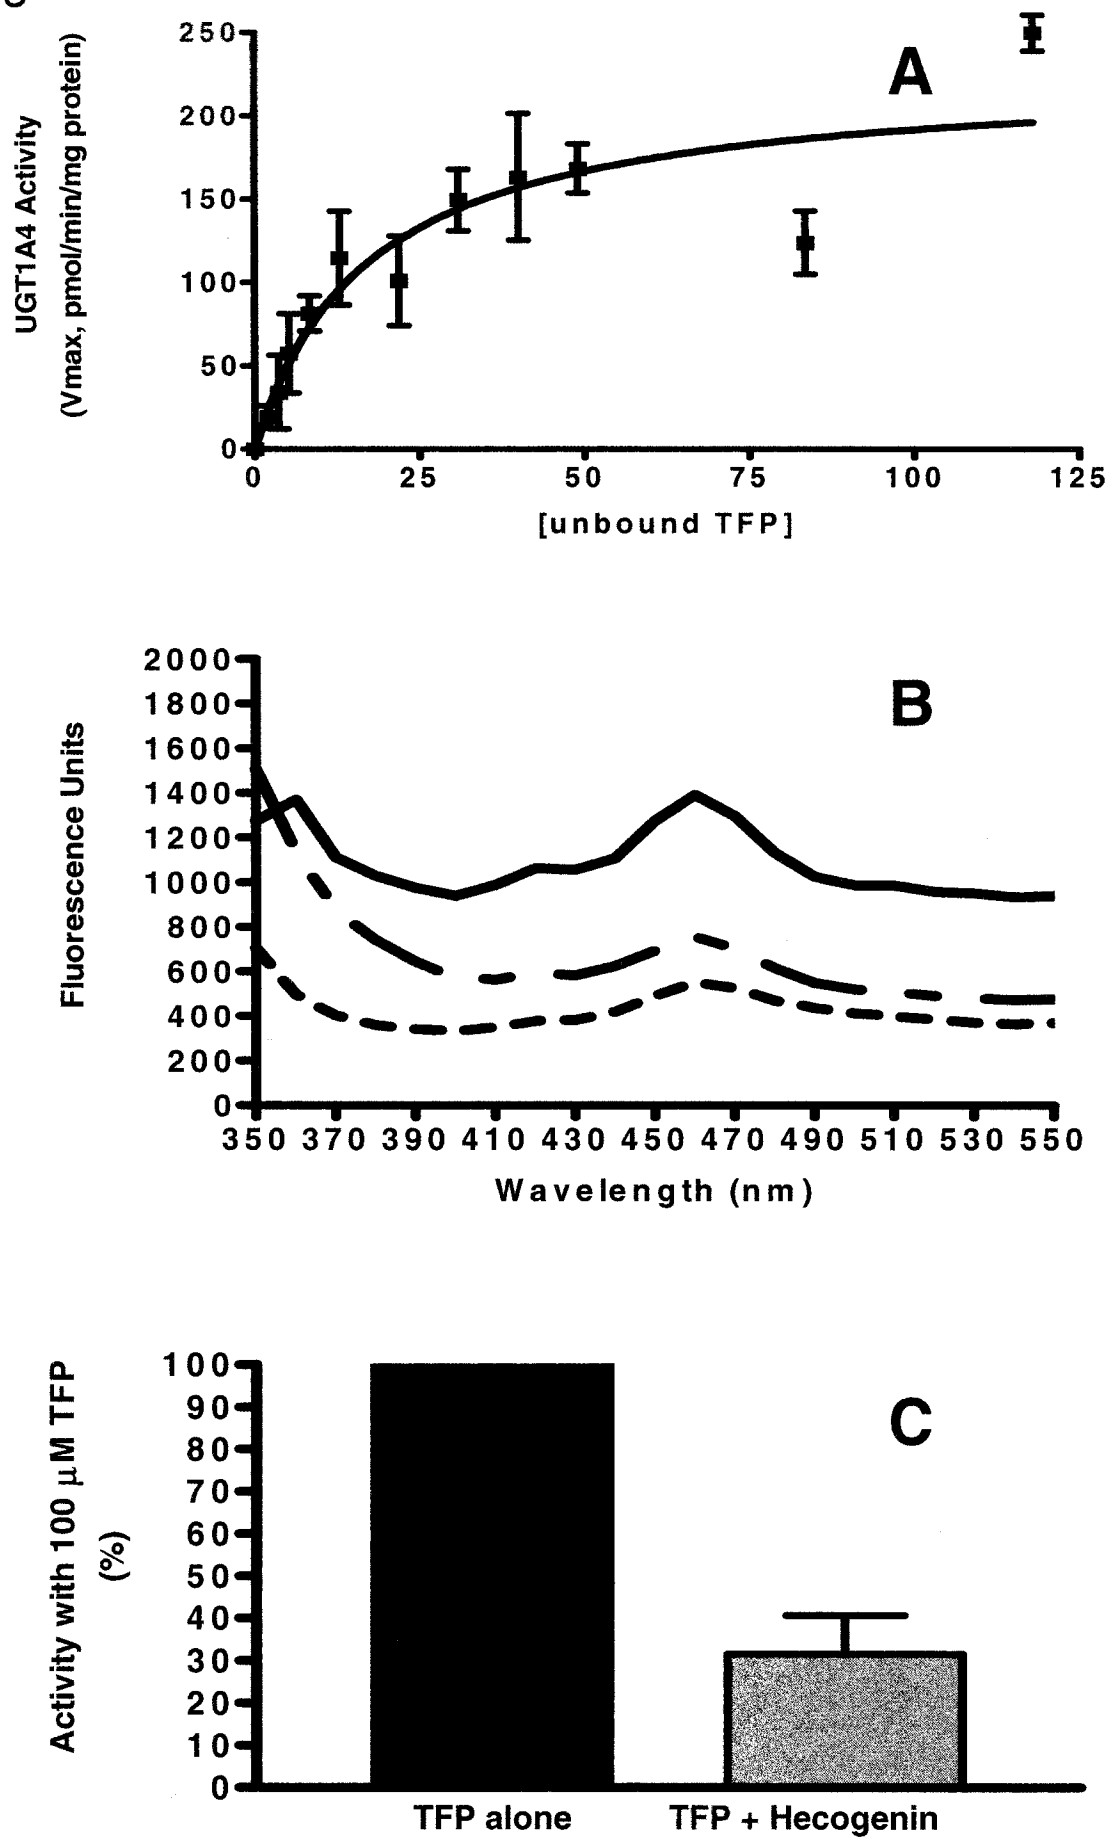 A
UGT1A4 Activity
(Vmax, pmol/min/mg protein)
250
200
150
100
50
0
0 25 50 75 100 125
[unbound TFP]
B
Fluorescence Units
2000
1800
1600
1400
1200
1000
800
600
400
200
0
350 370 390 410 430 450 470 490 510 530 550
Wavelength (nm)
C
Activity with 100 µM TFP
(%)
100
90
80
70
60
50
40
30
20
10
0
TFP alone TFP + Hecogenin